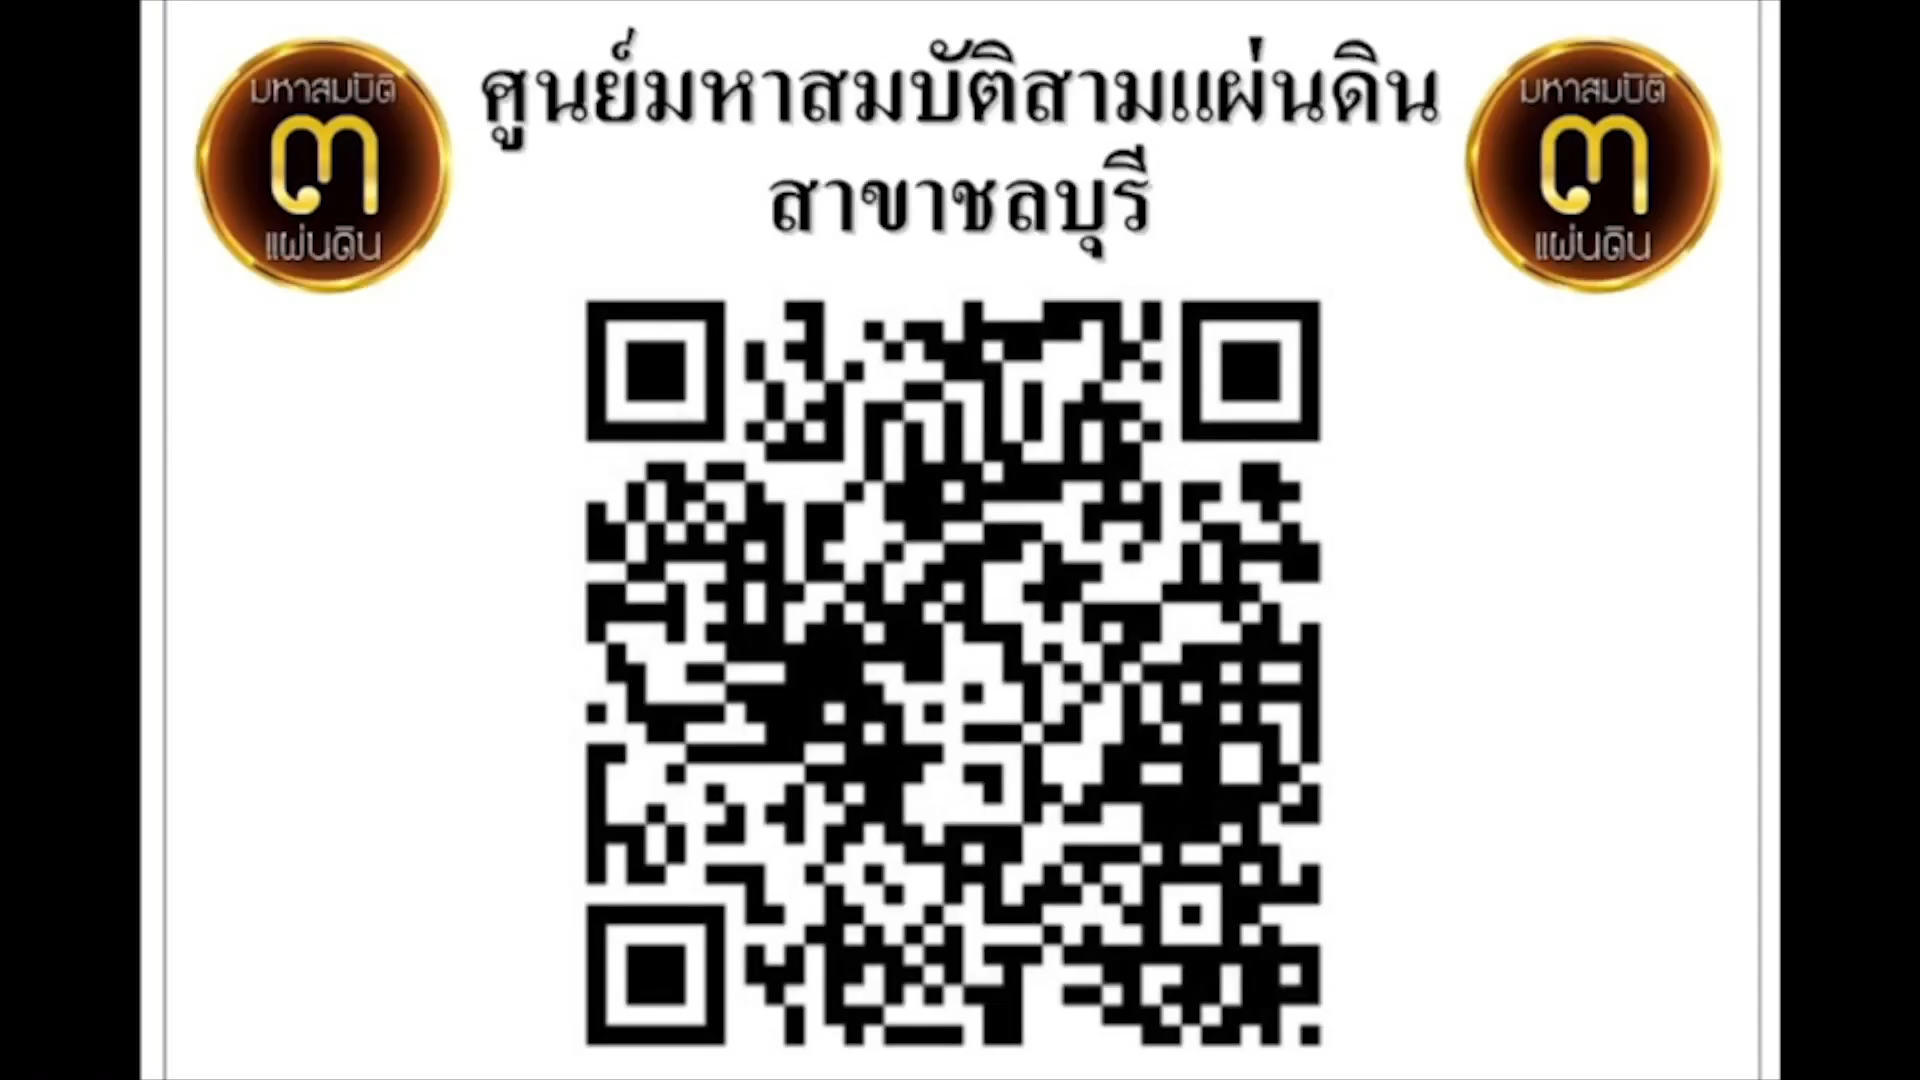 ศูนย์มหาสมบัติสามแผ่นดิน
สาขาชลบุรี
มหาสมบัติ
๓
แผ่นดิน
มหาสมบัติ
๓
แผ่นดิน